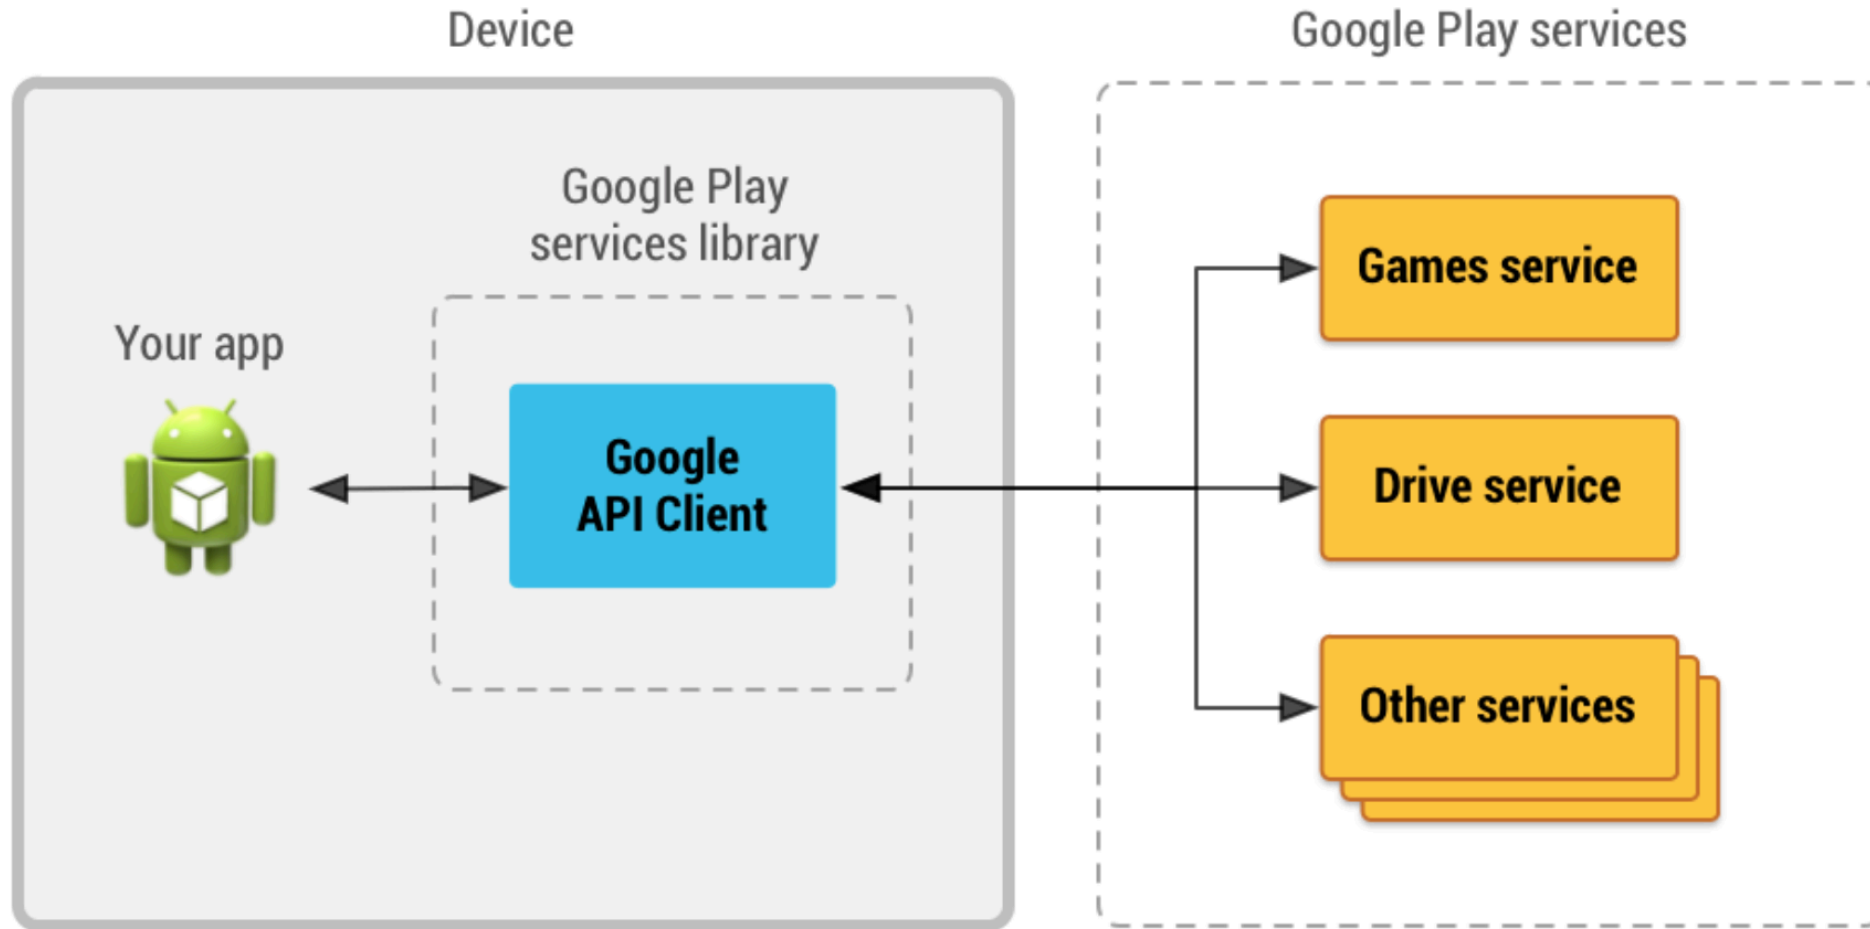 Device
Google Play services
Google Play
services library
Your app
Google
API Client
Games service
Drive service
Other services